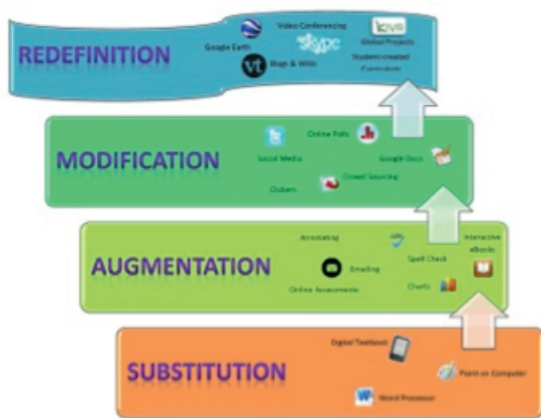 REDEFINITION
Video Conferencing
Google Earth
skype
KIVA
Global Projects
vt
Blogs & Wikis
Student-created
MODIFICATION
Online Polls
Social Media
Google Docs
Crowd Sourcing
Clickers
AUGMENTATION
Annotating
Interactive
eBooks
Spell Check
Emailing
Online Assessments
Charts
SUBSTITUTION
Digital Textbook
Paint on Computer
W
Word Processor